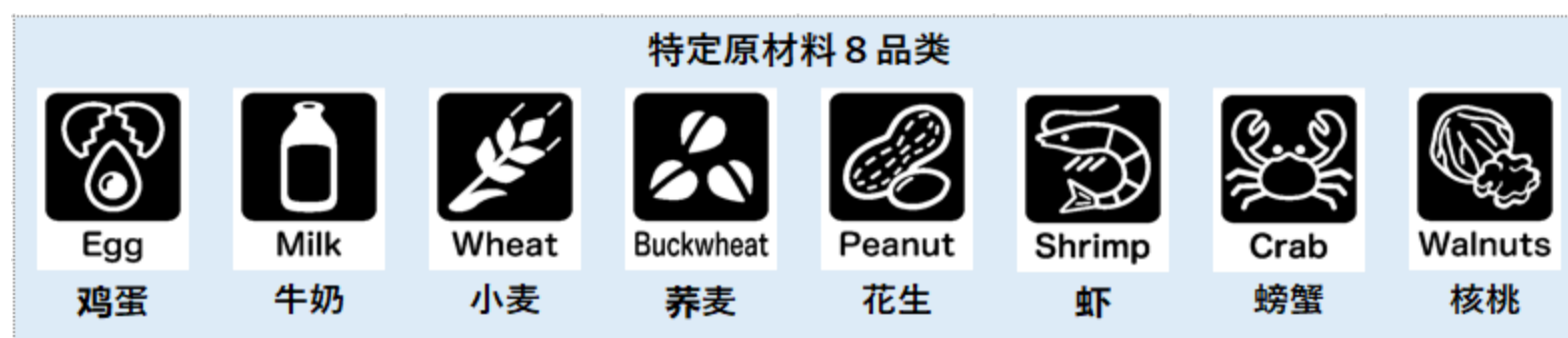 特定原材料８品类
Egg Milk Wheat Buckwheat Peanut Shrimp Crab Walnuts
鸡蛋 牛奶 小麦 荞麦 花生 虾 螃蟹 核桃